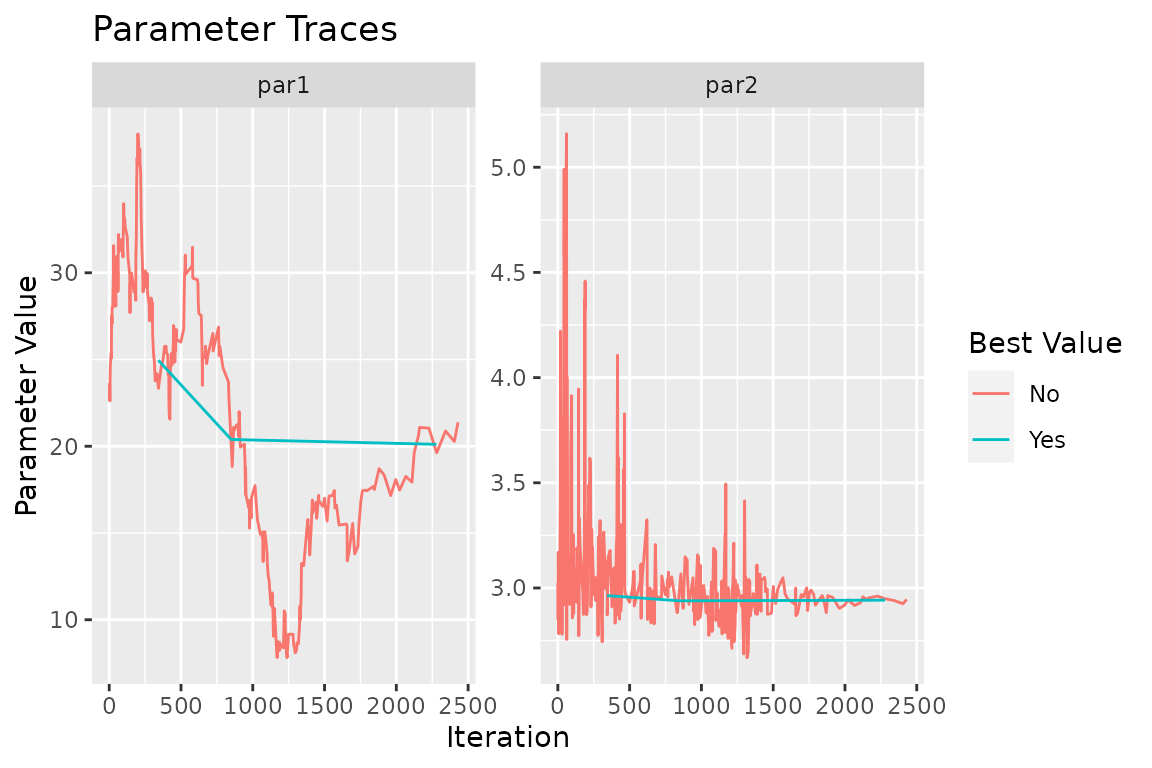 Parameter Traces
par1 par2
Parameter Value
30
20
10
5.0
4.5
4.0
3.5
3.0
0 500 1000 1500 2000 2500 0 500 1000 1500 2000 2500
Iteration
Best Value
No
Yes